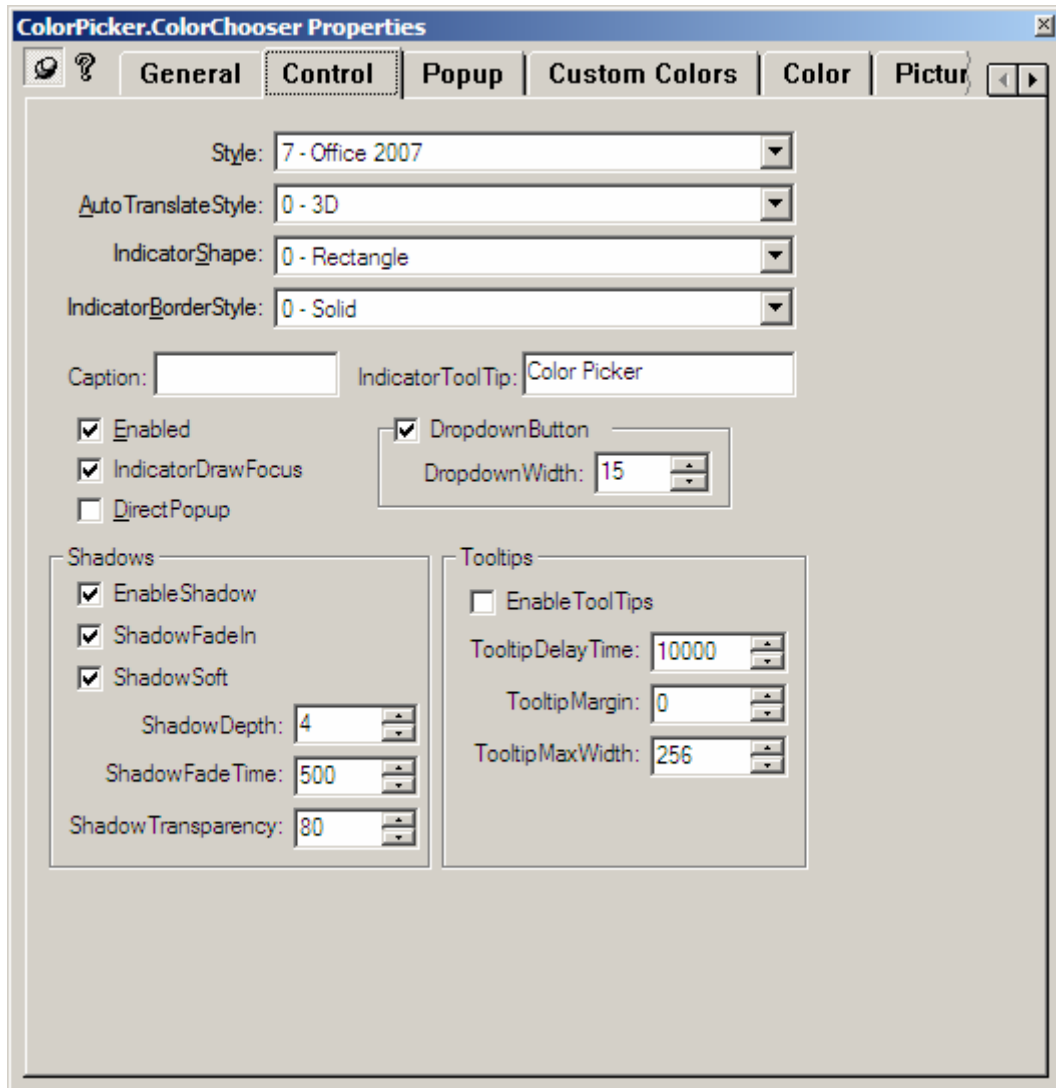 ColorPicker.ColorChooser Properties
General Control Popup Custom Colors Color Pictur
Style: 7 - Office 2007
AutoTranslateStyle: 0 - 3D
IndicatorShape: 0 - Rectangle
IndicatorBorderStyle: 0 - Solid
Caption: IndicatorToolTip: Color Picker
Enabled DropdownButton
IndicatorDrawFocus DropdownWidth: 15
DirectPopup
Shadows Tooltips
EnableShadow EnableToolTips
ShadowFadeIn TooltipDelayTime: 10000
ShadowSoft TooltipMargin: 0
ShadowDepth: 4 TooltipMaxWidth: 256
ShadowFadeTime: 500
ShadowTransparency: 80